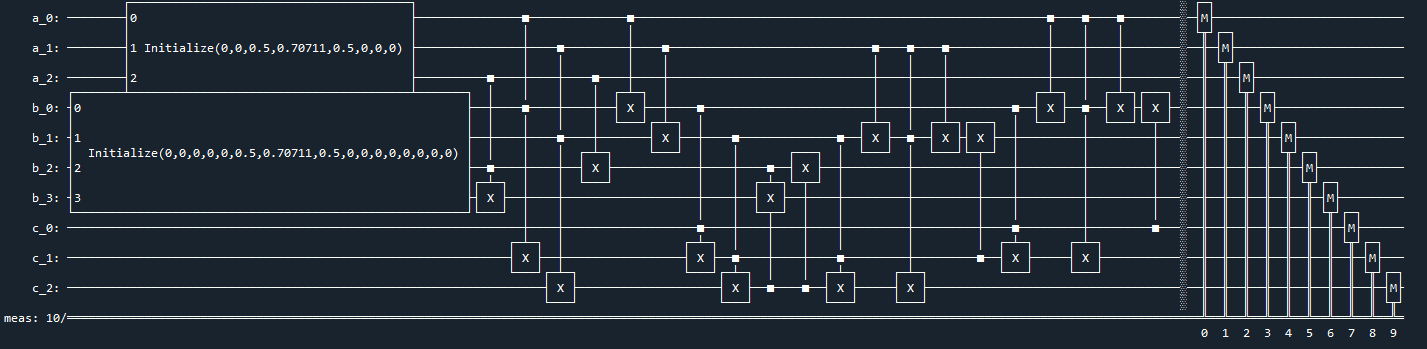 a_0: 0 M
a_1: 1 Initialize(0,0,0.5,0.70711,0.5,0,0,0) M
a_2: 2 M
b_0: 0 X X X X M
b_1: 1 X X X X M
Initialize(0,0,0,0,0,0.5,0.70711,0.5,0,0,0,0,0,0,0,0)
b_2: 2 X X M
b_3: 3 X X M
c_0: M
c_1: X X X X M
c_2: X X X X M
meas: 10/
0 1 2 3 4 5 6 7 8 9